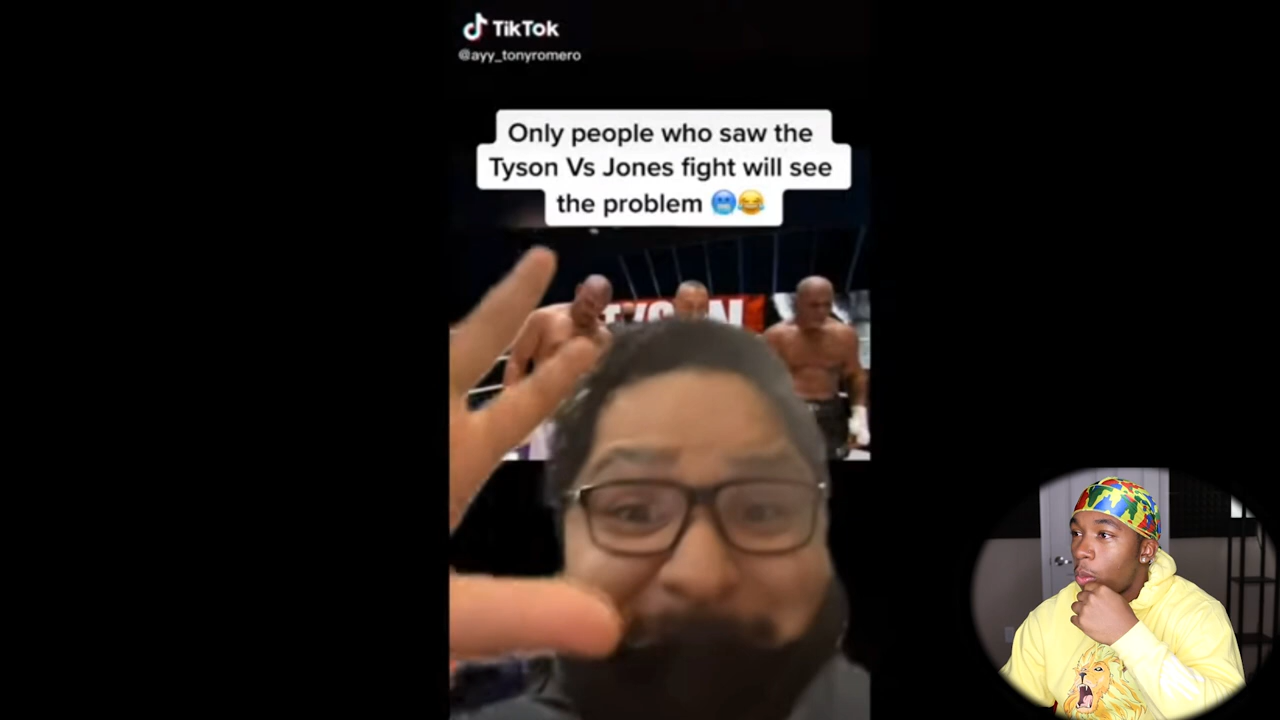 TikTok
@ayy_tonyromero
Only people who saw the
Tyson Vs Jones fight will see
the problem 🥶😂